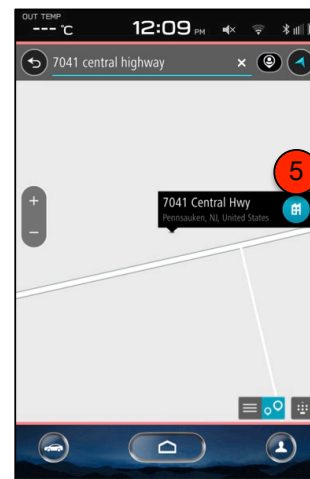 OUT TEMP
--- °C
12:09 PM
7041 central highway
×
5
+
7041 Central Hwy
Pennsauken, NJ, United States
−